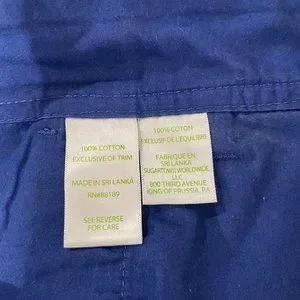 100% COTTON
EXCLUSIVE OF TRIM
MADE IN SRI LANKA
RN#88189
SEE REVERSE
FOR CARE
100% COTON
EXCLUSIF DE L'EQUILIBRE
FABRIQUE EN
SRI LANKA
SUGARTOWN WORLDWIDE,
LLC
800 THIRD AVENUE
KING OF PRUSSIA, PA